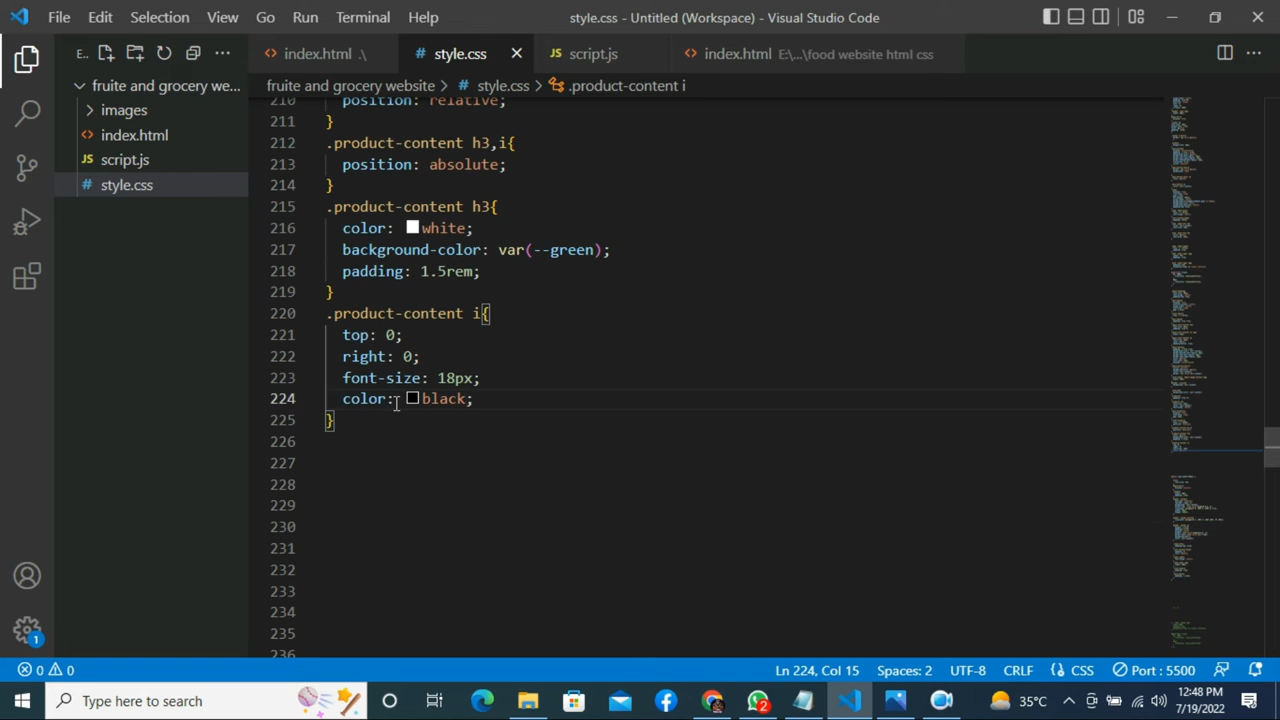 File Edit Selection View Go Run Terminal Help style.css - Untitled (Workspace) - Visual Studio Code
E.. ··· index.html .\ # style.css JS script.js index.html E:\...\food website html css ···
fruite and grocery we...
images
index.html
JS script.js
# style.css
fruite and grocery website > # style.css > .product-content i
210 position: relative;
211 }
212 .product-content h3,i{
213 position: absolute;
214 }
215 .product-content h3{
216 color: white;
217 background-color: var(--green);
218 padding: 1.5rem;
219 }
220 .product-content i{
221 top: 0;
222 right: 0;
223 font-size: 18px;
224 color: black;
225 }
226
227
228
229
230
231
232
233
234
235
236
1
0 0 Ln 224, Col 15 Spaces: 2 UTF-8 CRLF CSS Port : 5500
Type here to search 2 35°C 12:48 PM
7/19/2022